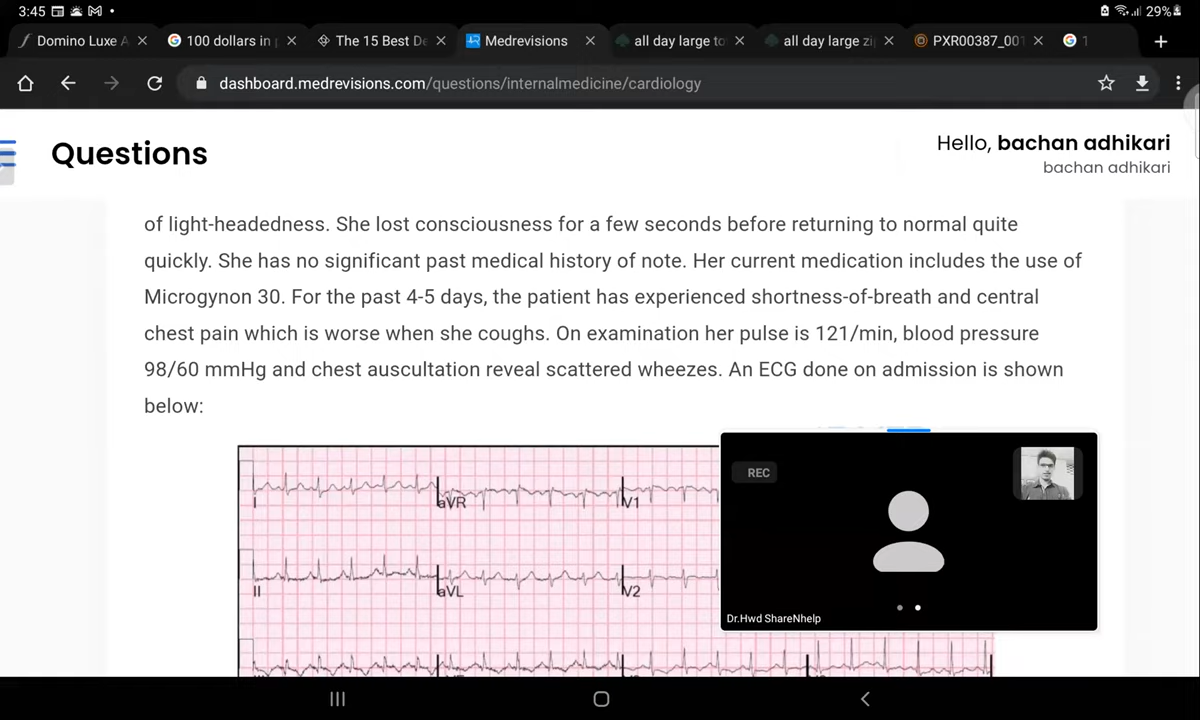 3:45
29%
Domino Luxe A
100 dollars in
The 15 Best De
Medrevisions
all day large to
all day large zi
PXR00387_001
1
dashboard.medrevisions.com/questions/internalmedicine/cardiology
Questions
Hello, bachan adhikari
bachan adhikari
of light-headedness. She lost consciousness for a few seconds before returning to normal quite
quickly. She has no significant past medical history of note. Her current medication includes the use of
Microgynon 30. For the past 4-5 days, the patient has experienced shortness-of-breath and central
chest pain which is worse when she coughs. On examination her pulse is 121/min, blood pressure
98/60 mmHg and chest auscultation reveal scattered wheezes. An ECG done on admission is shown
below:
REC
I
aVR
V1
II
aVL
V2
Dr.Hwd ShareNhelp